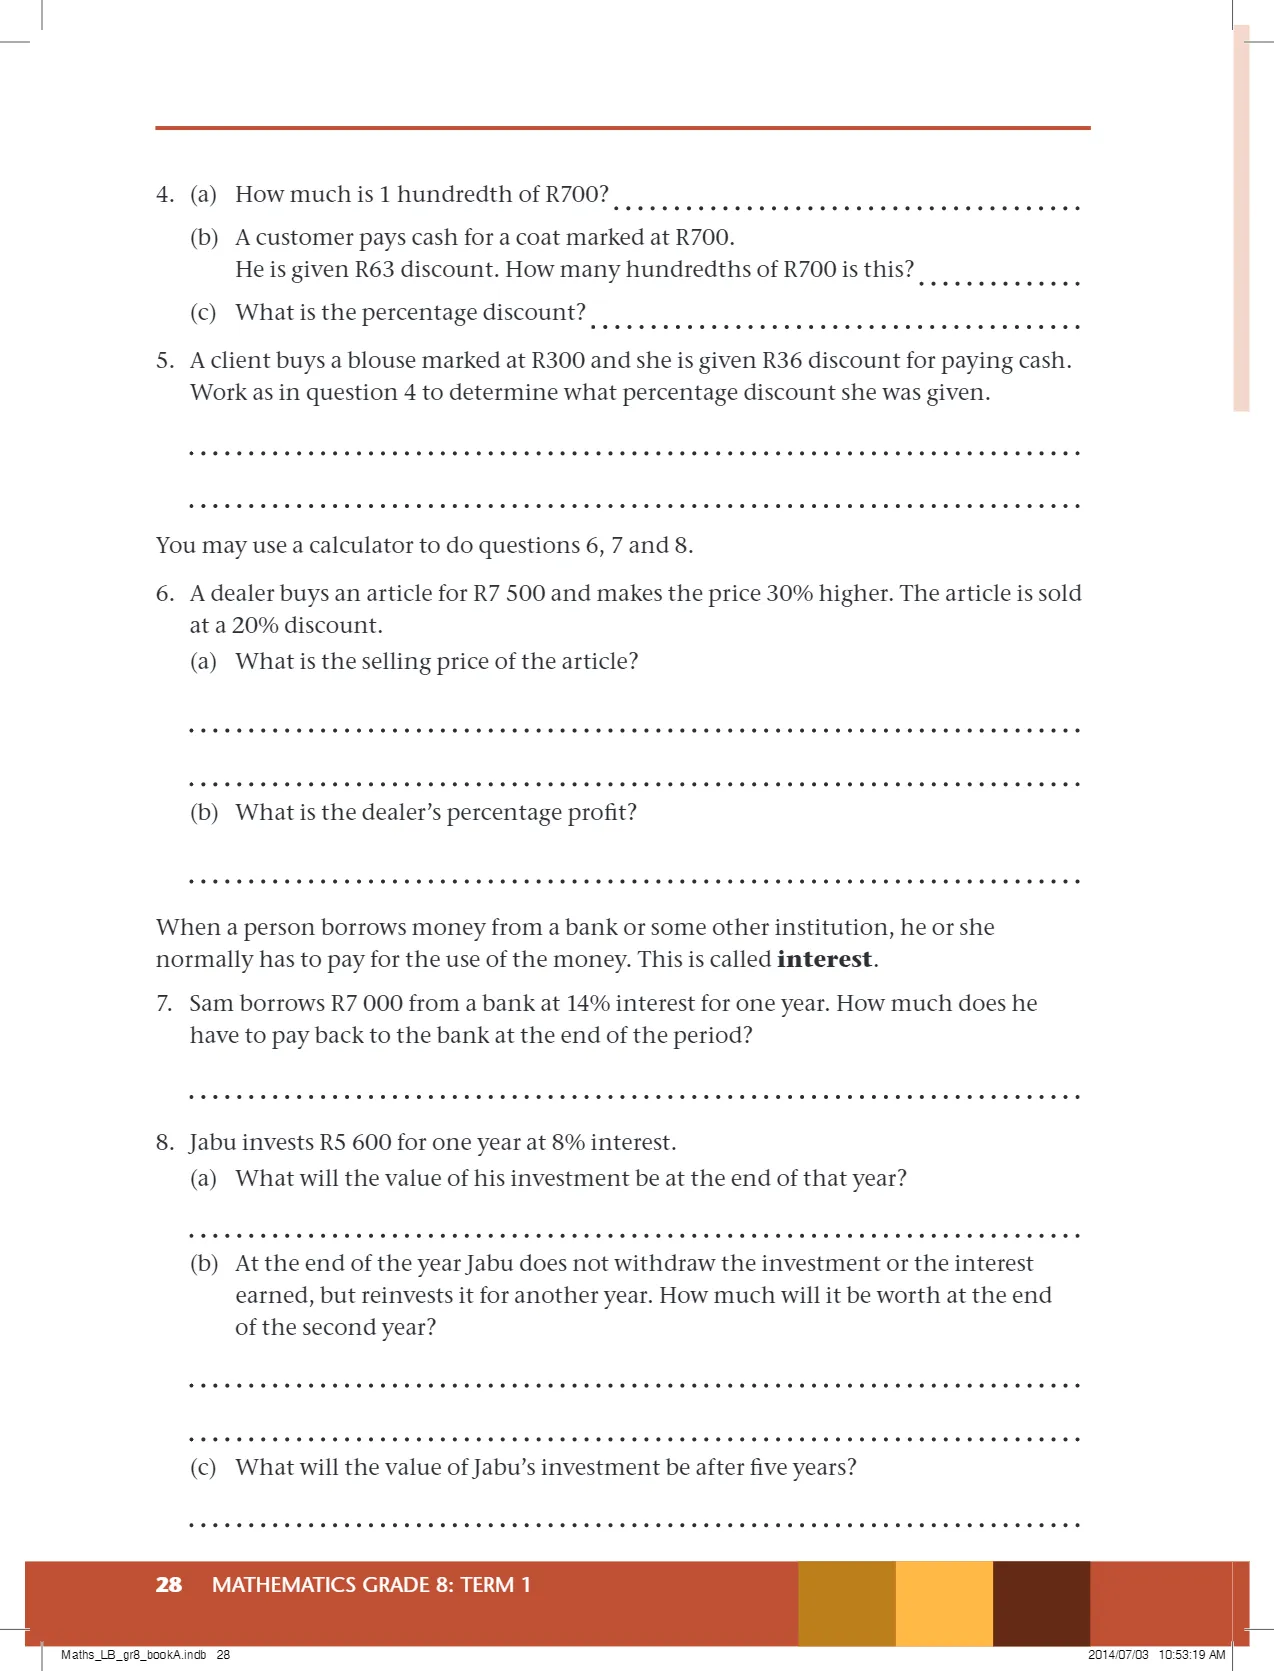 4. (a) How much is 1 hundredth of R700?
(b) A customer pays cash for a coat marked at R700.
He is given R63 discount. How many hundredths of R700 is this?
(c) What is the percentage discount?
5. A client buys a blouse marked at R300 and she is given R36 discount for paying cash.
Work as in question 4 to determine what percentage discount she was given.
You may use a calculator to do questions 6, 7 and 8.
6. A dealer buys an article for R7 500 and makes the price 30% higher. The article is sold
at a 20% discount.
(a) What is the selling price of the article?
(b) What is the dealer’s percentage profit?
When a person borrows money from a bank or some other institution, he or she
normally has to pay for the use of the money. This is called interest.
7. Sam borrows R7 000 from a bank at 14% interest for one year. How much does he
have to pay back to the bank at the end of the period?
8. Jabu invests R5 600 for one year at 8% interest.
(a) What will the value of his investment be at the end of that year?
(b) At the end of the year Jabu does not withdraw the investment or the interest
earned, but reinvests it for another year. How much will it be worth at the end
of the second year?
(c) What will the value of Jabu’s investment be after five years?
28 MATHEMATICS GRADE 8: TERM 1
Maths_LB_gr8_bookA.indb 28
2014/07/03 10:53:19 AM